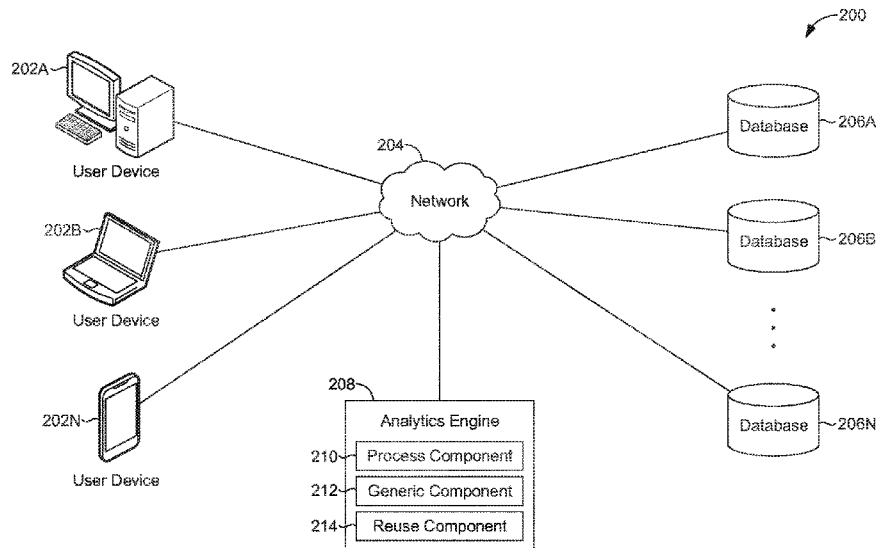 200
202A
User Device
202B
User Device
202N
User Device
204
Network
Database
206A
Database
206B
Database
206N
208
Analytics Engine
210
Process Component
212
Generic Component
214
Reuse Component